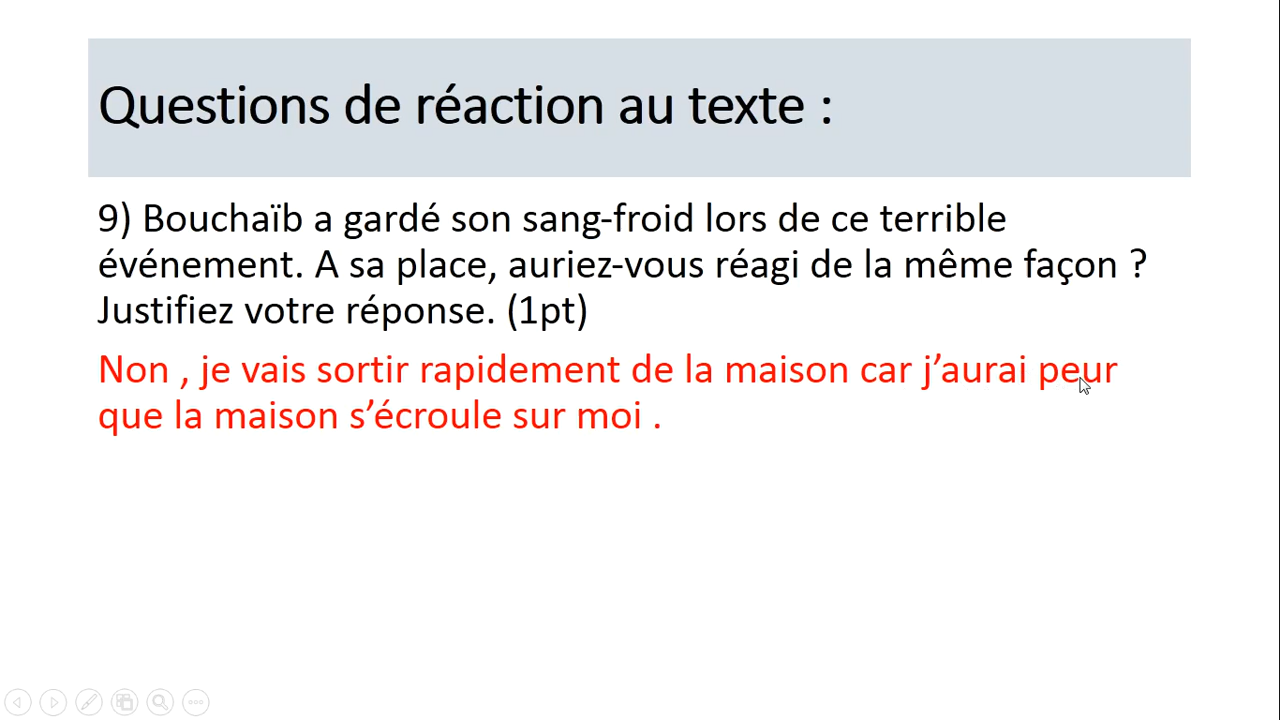 Questions de réaction au texte :
9) Bouchaïb a gardé son sang-froid lors de ce terrible
événement. A sa place, auriez-vous réagi de la même façon ?
Justifiez votre réponse. (1pt)
Non , je vais sortir rapidement de la maison car j’aurai peur
que la maison s’écroule sur moi .